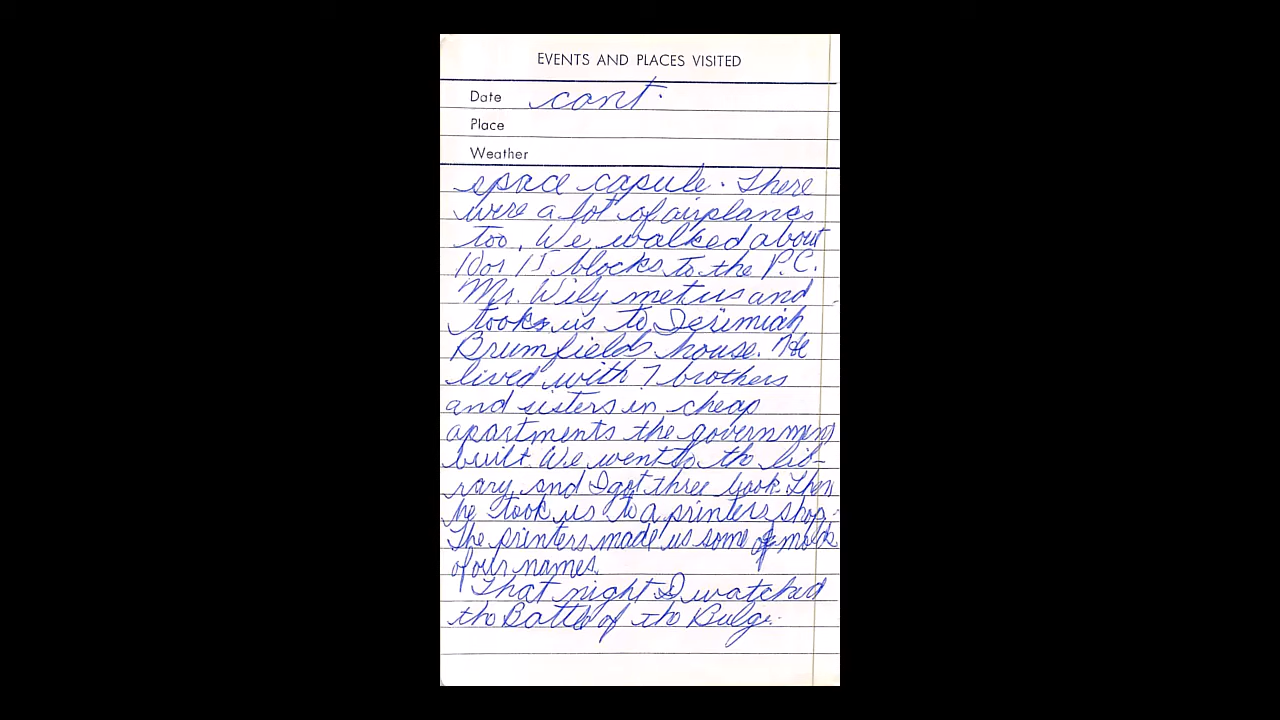 EVENTS AND PLACES VISITED
Date cont.
Place
Weather
space capule. There
were a lot of airplanes
too. We walked about
10 or 15 blocks to the P.C.
Mr. Wily met us and
took us to Jerimiah
Brumfields house. He
lived with 7 brothers
and sisters in cheap
apartments the government
built. We went to the lib-
rary and I got three book. Then
he took us to a printers shop.
The printers made us some of molds
of our names.
That night I watched
the Battle of the Bulge.